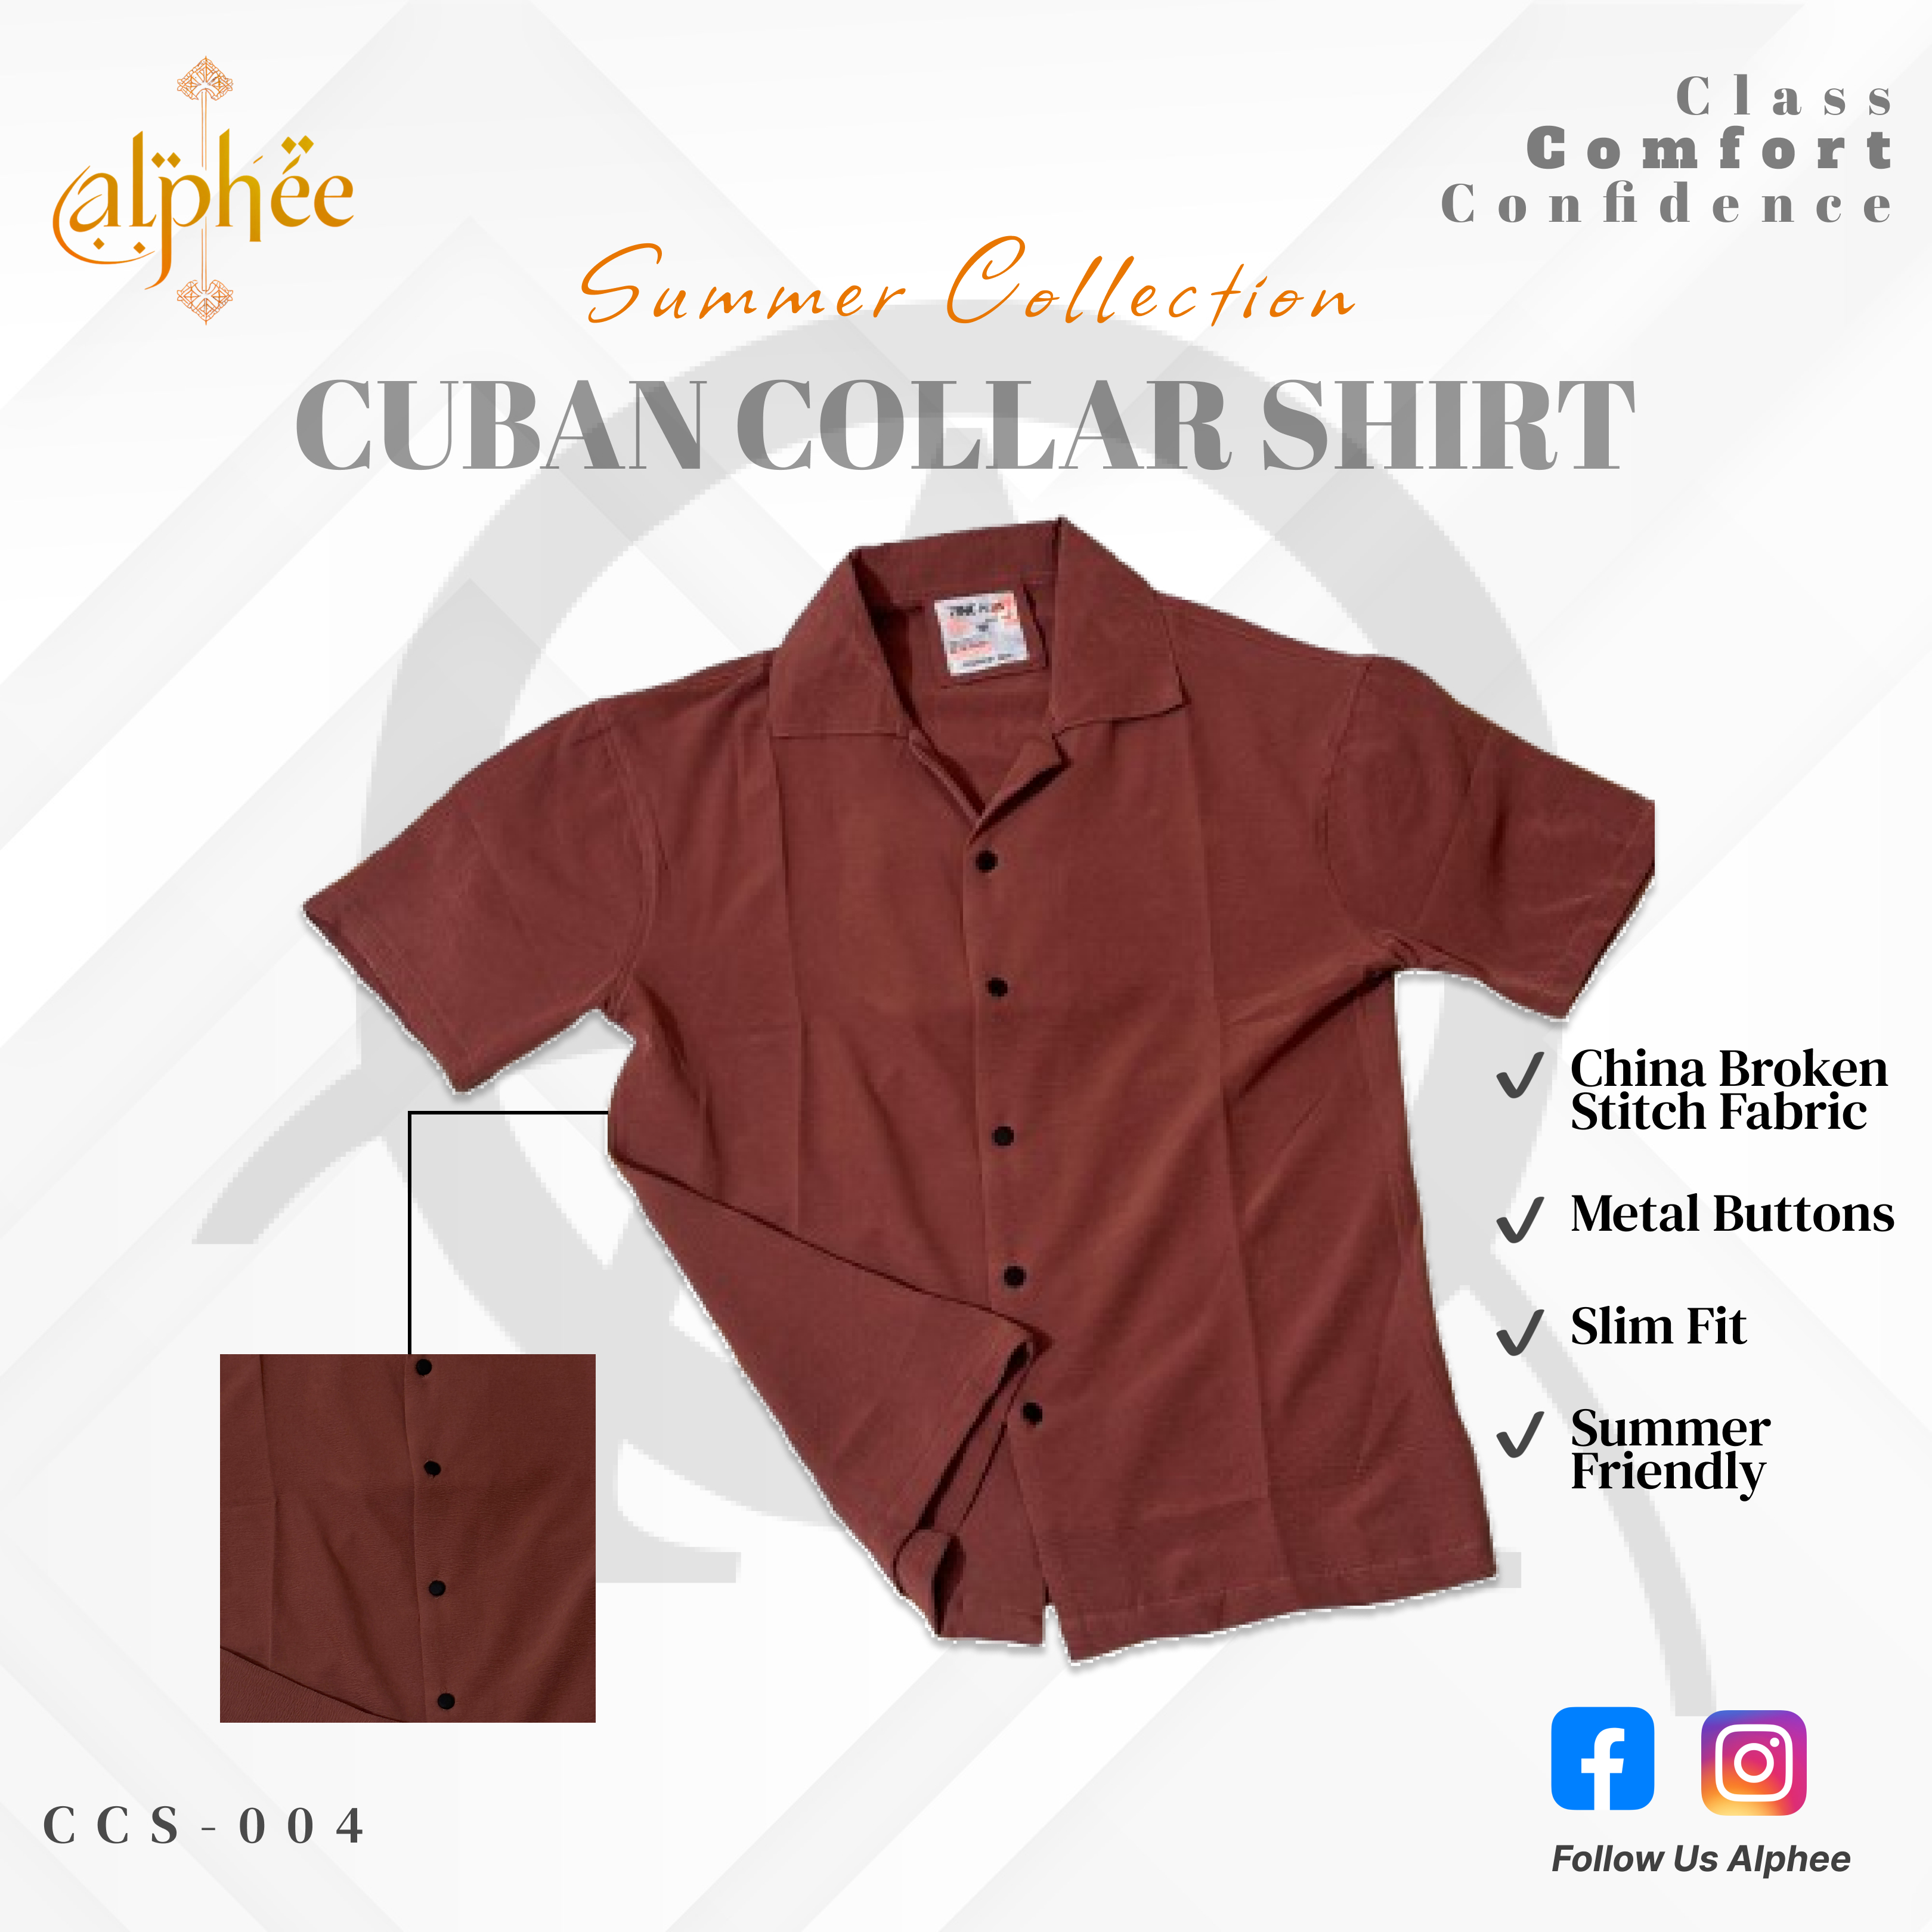 alphée
Class
Comfort
Confidence
Summer Collection
CUBAN COLLAR SHIRT
China Broken
Stitch Fabric
Metal Buttons
Slim Fit
Summer
Friendly
CCS-004
Follow Us Alphee